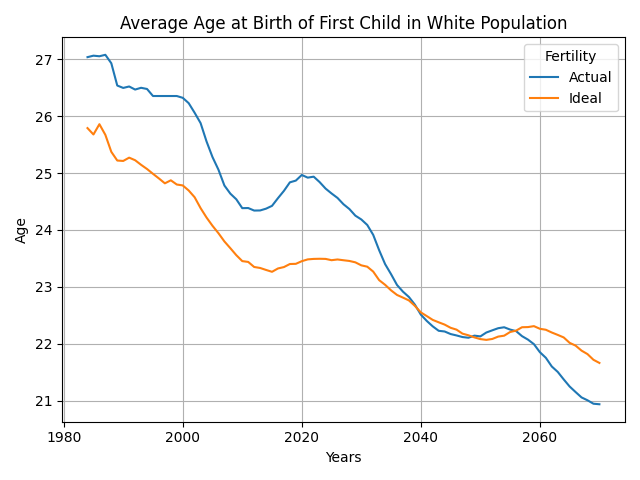 Average Age at Birth of First Child in White Population
Fertility
Actual
Ideal
Age
27
26
25
24
23
22
21
1980
2000
2020
2040
2060
Years